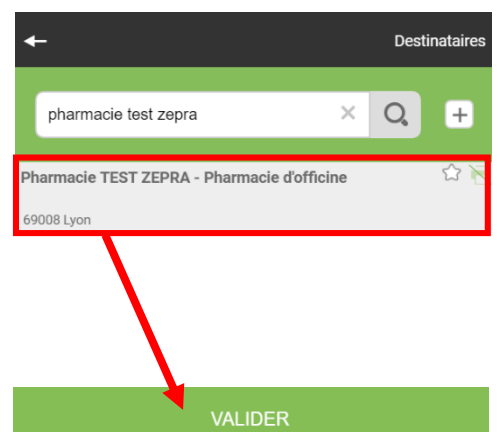 Destinataires
pharmacie test zepra
Pharmacie TEST ZEPRA - Pharmacie d'officine
69008 Lyon
VALIDER